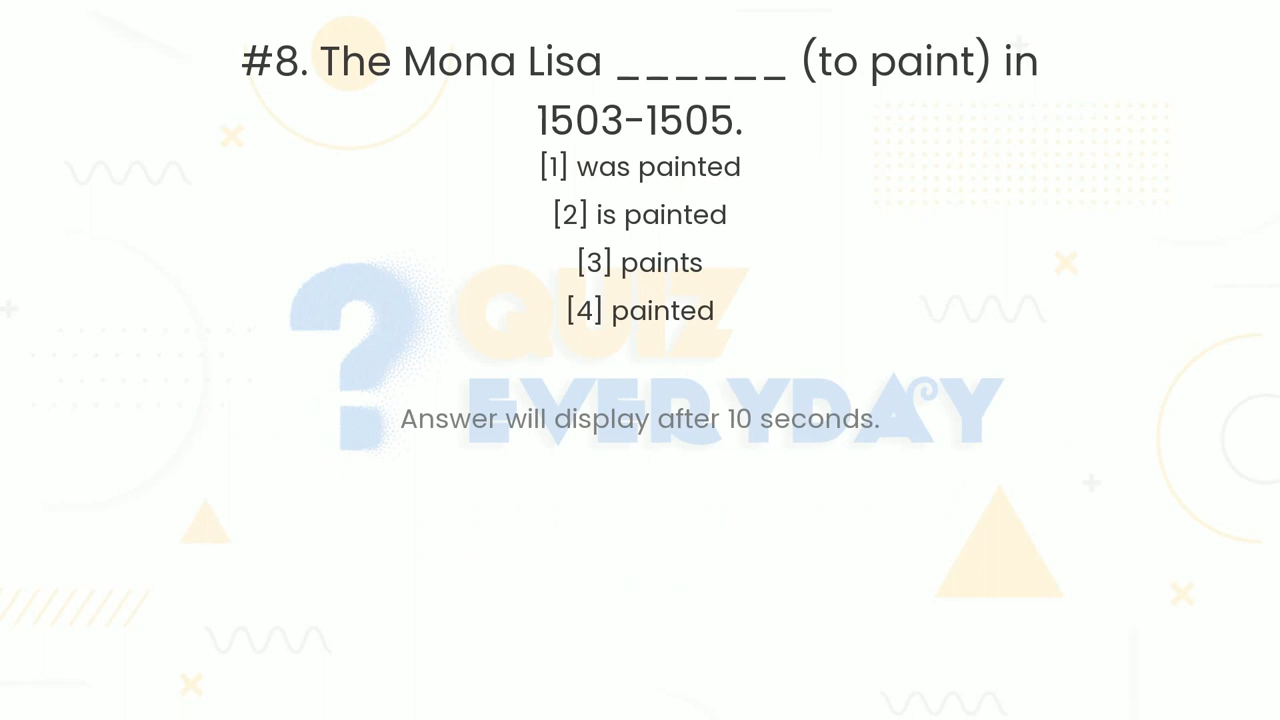 #8. The Mona Lisa ______ (to paint) in
1503-1505.
[1] was painted
[2] is painted
[3] paints
[4] painted
QUIZ
EVERYDAY
Answer will display after 10 seconds.